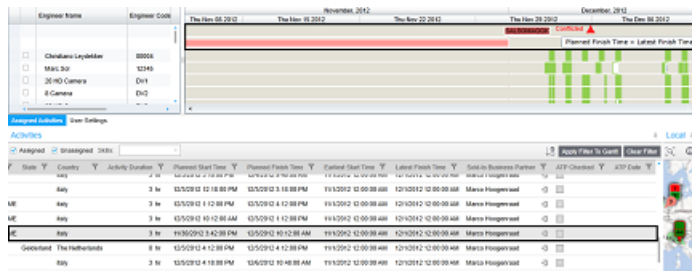 November, 2012 December, 2012
Engineer Name Engineer Code Thu Nov 08 2012 Thu Nov 15 2012 Thu Nov 22 2012 Thu Nov 29 2012 Thu Dec 06 2012
Conflicted
Planned Finish Time > Latest Finish Time
Christiano Leydekker 00006
Marc Sol 12345
20 HD Camera DV1
8 Camera DV2
Assigned Activities User Settings
Activities Local
Assigned Unassigned Skills: Apply Filter To Gantt Clear Filter
State Country Activity Duration Planned Start Time Planned Finish Time Earliest Start Time Latest Finish Time Sold-to Business Partner ATP Checked ATP Date
Italy 3 hr
Italy 3 hr 12/5/2012 12:18:00 PM 12/5/2012 3:18:00 PM 11/1/2012 12:00:00 AM 12/1/2012 12:00:00 AM Marco Hoogenraad
ME Italy 3 hr 12/5/2012 1:12:00 PM 12/5/2012 4:12:00 PM 11/1/2012 12:00:00 AM 12/1/2012 12:00:00 AM Marco Hoogenraad
ME Italy 3 hr 12/5/2012 10:12:00 AM 12/5/2012 1:12:00 PM 11/1/2012 12:00:00 AM 12/1/2012 12:00:00 AM Marco Hoogenraad
ME Italy 3 hr 11/30/2012 3:42:00 PM 12/5/2012 10:12:00 AM 11/1/2012 12:00:00 AM 12/1/2012 12:00:00 AM Marco Hoogenraad
Gelderland The Netherlands 8 hr 12/5/2012 4:12:00 PM 12/5/2012 4:12:00 PM 11/1/2012 12:00:00 AM 12/1/2012 12:00:00 AM Marco Hoogenraad
Italy 3 hr 12/5/2012 4:18:00 PM 12/6/2012 10:48:00 AM 11/1/2012 12:00:00 AM 12/1/2012 12:00:00 AM Marco Hoogenraad